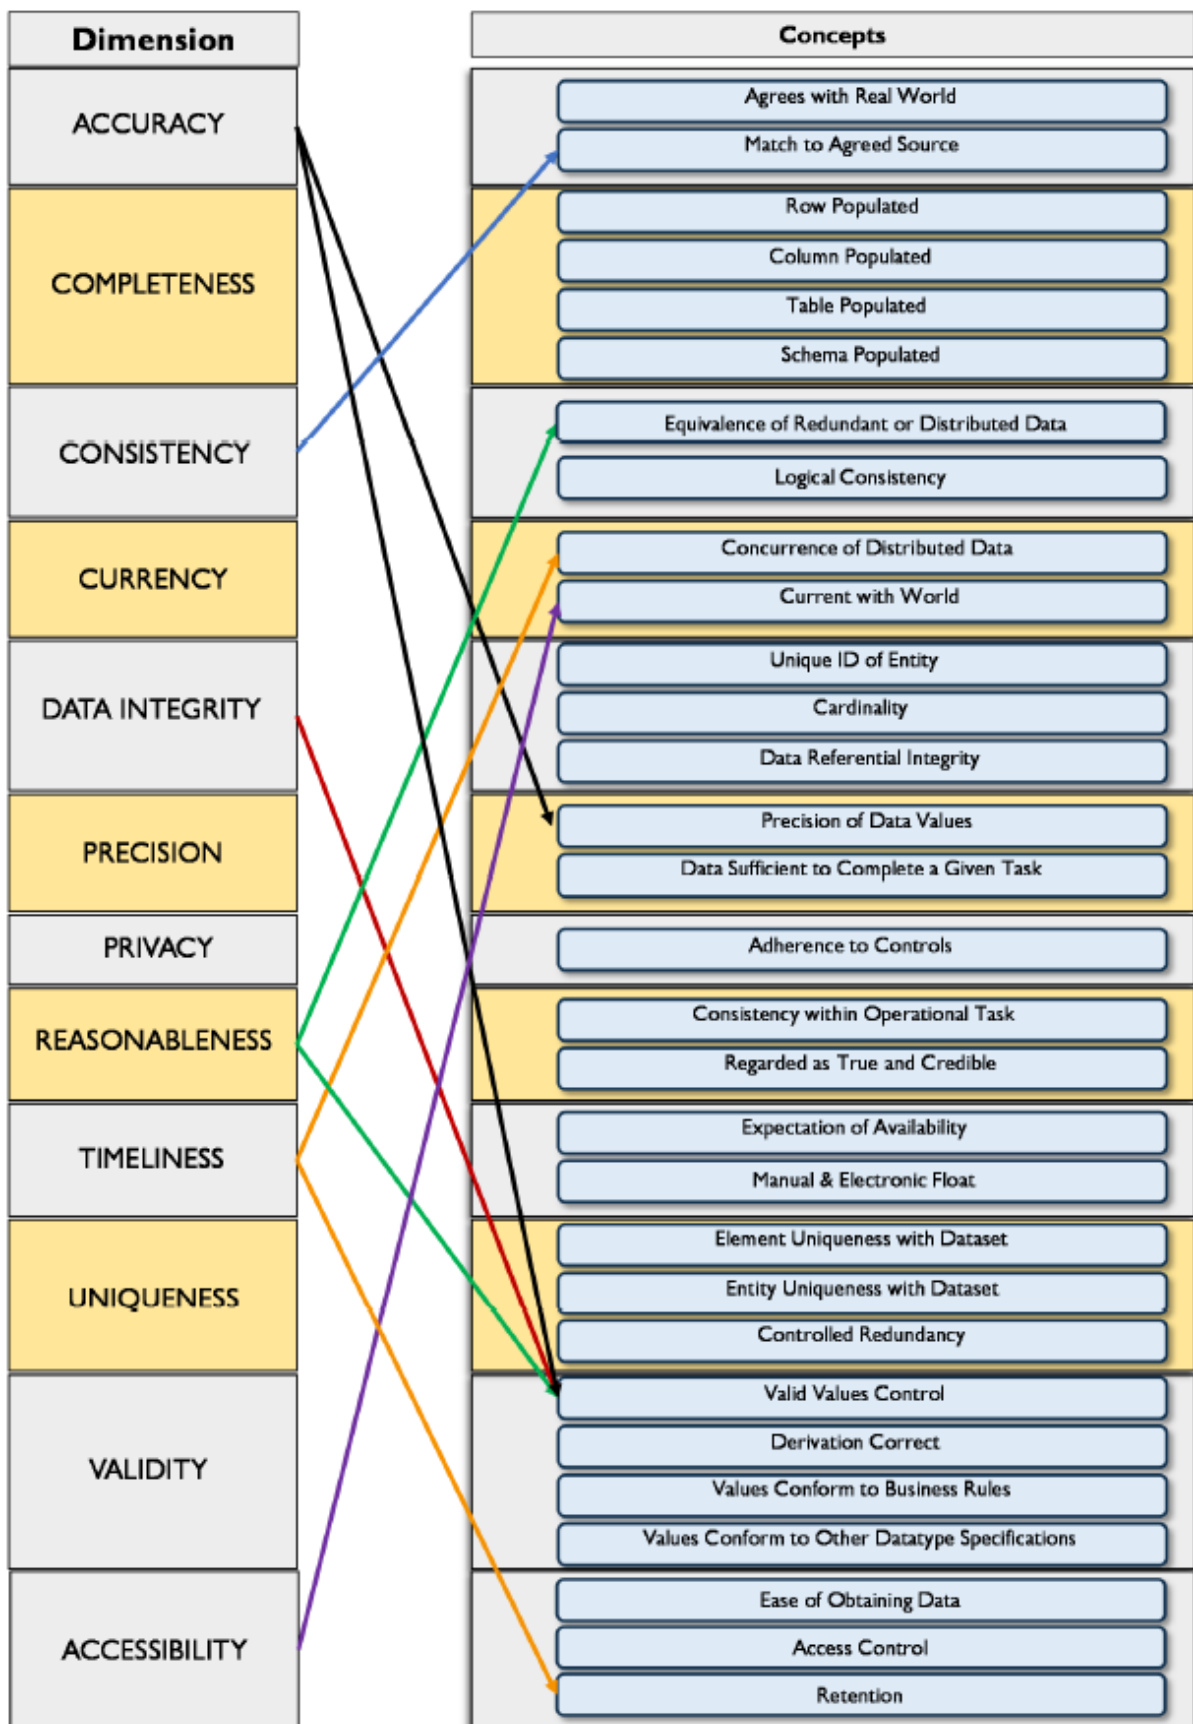 Dimension
Concepts
ACCURACY
Agrees with Real World
Match to Agreed Source
COMPLETENESS
Row Populated
Column Populated
Table Populated
Schema Populated
CONSISTENCY
Equivalence of Redundant or Distributed Data
Logical Consistency
CURRENCY
Concurrence of Distributed Data
Current with World
DATA INTEGRITY
Unique ID of Entity
Cardinality
Data Referential Integrity
PRECISION
Precision of Data Values
Data Sufficient to Complete a Given Task
PRIVACY
Adherence to Controls
REASONABLENESS
Consistency within Operational Task
Regarded as True and Credible
TIMELINESS
Expectation of Availability
Manual & Electronic Float
UNIQUENESS
Element Uniqueness with Dataset
Entity Uniqueness with Dataset
Controlled Redundancy
VALIDITY
Valid Values Control
Derivation Correct
Values Conform to Business Rules
Values Conform to Other Datatype Specifications
ACCESSIBILITY
Ease of Obtaining Data
Access Control
Retention